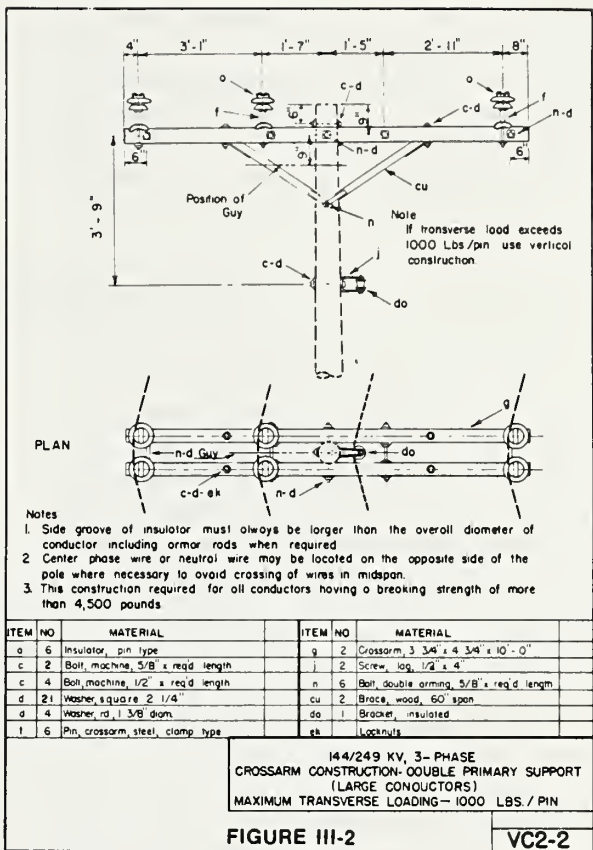 4" 3'-1" 1'-7" 1'-5" 2'-11" 8"
o c-d o
f 6" 9" c-d f
n-d
9" n-d
6" 6"
cu
Position of
Guy
n
Note
If transverse load exceeds
1000 Lbs./pin use vertical
construction.
3'-9"
c-d j
do
g
PLAN
n-d Guy do
c-d-ek n-d
Notes
1. Side groove of insulator must always be larger than the overall diameter of
conductor including armor rods when required
2 Center phase wire or neutral wire may be located on the opposite side of the
pole where necessary to avoid crossing of wires in midspan.
3. This construction required for all conductors having a breaking strength of more
than 4,500 pounds
ITEM NO MATERIAL ITEM NO MATERIAL
a 6 Insulator, pin type g 2 Crossarm, 3 3/4" x 4 3/4" x 10'-0"
c 2 Bolt, machine, 5/8" x req'd length j 2 Screw, lag, 1/2" x 4"
c 4 Bolt, machine, 1/2" x req'd length n 6 Bolt, double arming, 5/8" x req'd length
d 21 Washer, square 2 1/4" cu 2 Brace, wood, 60" span
d 4 Washer, rd, 1 3/8" diam. da 1 Bracket, insulated
f 6 Pin, crossarm, steel, clamp type ek Locknuts
144/249 KV, 3-PHASE
CROSSARM CONSTRUCTION-DOUBLE PRIMARY SUPPORT
(LARGE CONDUCTORS)
MAXIMUM TRANSVERSE LOADING-1000 LBS./PIN
FIGURE III-2
VC2-2